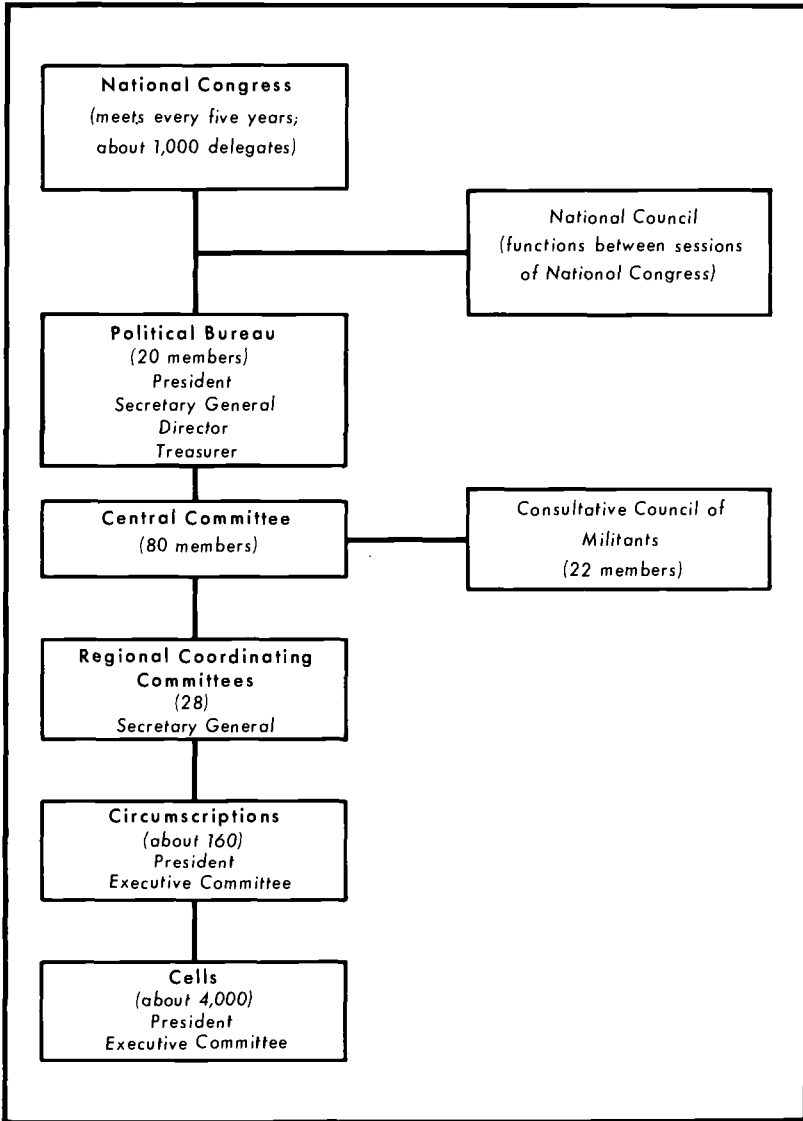 National Congress
(meets every five years;
about 1,000 delegates)
National Council
(functions between sessions
of National Congress)
Political Bureau
(20 members)
President
Secretary General
Director
Treasurer
Central Committee
(80 members)
Consultative Council of
Militants
(22 members)
Regional Coordinating
Committees
(28)
Secretary General
Circumscriptions
(about 160)
President
Executive Committee
Cells
(about 4,000)
President
Executive Committee